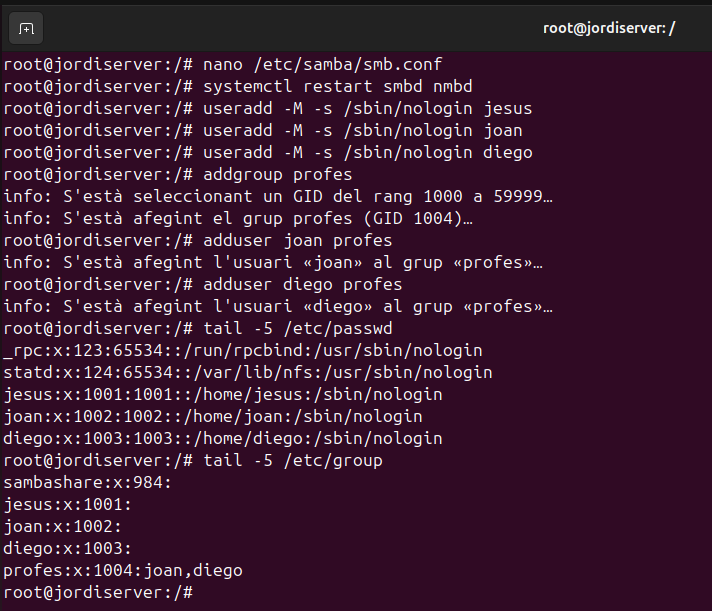 root@jordiserver: /
root@jordiserver:/# nano /etc/samba/smb.conf
root@jordiserver:/# systemctl restart smbd nmbd
root@jordiserver:/# useradd -M -s /sbin/nologin jesus
root@jordiserver:/# useradd -M -s /sbin/nologin joan
root@jordiserver:/# useradd -M -s /sbin/nologin diego
root@jordiserver:/# addgroup profes
info: S'està seleccionant un GID del rang 1000 a 59999…
info: S'està afegint el grup profes (GID 1004)…
root@jordiserver:/# adduser joan profes
info: S'està afegint l'usuari «joan» al grup «profes»…
root@jordiserver:/# adduser diego profes
info: S'està afegint l'usuari «diego» al grup «profes»…
root@jordiserver:/# tail -5 /etc/passwd
_rpc:x:123:65534::/run/rpcbind:/usr/sbin/nologin
statd:x:124:65534::/var/lib/nfs:/usr/sbin/nologin
jesus:x:1001:1001::/home/jesus:/sbin/nologin
joan:x:1002:1002::/home/joan:/sbin/nologin
diego:x:1003:1003::/home/diego:/sbin/nologin
root@jordiserver:/# tail -5 /etc/group
sambashare:x:984:
jesus:x:1001:
joan:x:1002:
diego:x:1003:
profes:x:1004:joan,diego
root@jordiserver:/#